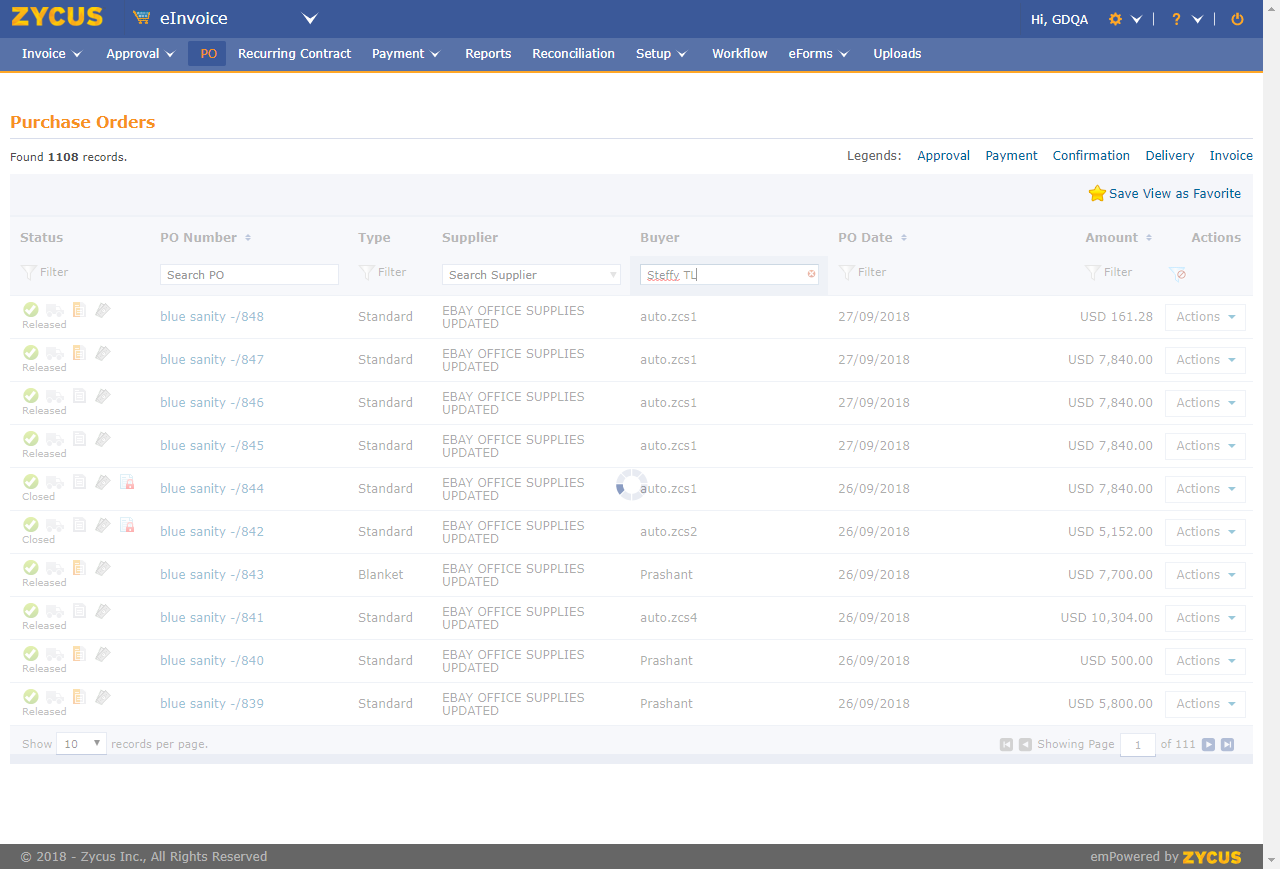 ZYCUS eInvoice Hi, GDQA ?
Invoice Approval PO Recurring Contract Payment Reports Reconciliation Setup Workflow eForms Uploads
Purchase Orders
Found 1108 records. Legends: Approval Payment Confirmation Delivery Invoice
Save View as Favorite
Status PO Number Type Supplier Buyer PO Date Amount Actions
Filter Search PO Filter Search Supplier Steffy TL Filter Filter
Released blue sanity -/848 Standard EBAY OFFICE SUPPLIES UPDATED auto.zcs1 27/09/2018 USD 161.28 Actions
Released blue sanity -/847 Standard EBAY OFFICE SUPPLIES UPDATED auto.zcs1 27/09/2018 USD 7,840.00 Actions
Released blue sanity -/846 Standard EBAY OFFICE SUPPLIES UPDATED auto.zcs1 27/09/2018 USD 7,840.00 Actions
Released blue sanity -/845 Standard EBAY OFFICE SUPPLIES UPDATED auto.zcs1 27/09/2018 USD 7,840.00 Actions
Closed blue sanity -/844 Standard EBAY OFFICE SUPPLIES UPDATED auto.zcs1 26/09/2018 USD 7,840.00 Actions
Closed blue sanity -/842 Standard EBAY OFFICE SUPPLIES UPDATED auto.zcs2 26/09/2018 USD 5,152.00 Actions
Released blue sanity -/843 Blanket EBAY OFFICE SUPPLIES UPDATED Prashant 26/09/2018 USD 7,700.00 Actions
Released blue sanity -/841 Standard EBAY OFFICE SUPPLIES UPDATED auto.zcs4 26/09/2018 USD 10,304.00 Actions
Released blue sanity -/840 Standard EBAY OFFICE SUPPLIES UPDATED Prashant 26/09/2018 USD 500.00 Actions
Released blue sanity -/839 Standard EBAY OFFICE SUPPLIES UPDATED Prashant 26/09/2018 USD 5,800.00 Actions
Show 10 records per page. Showing Page 1 of 111
© 2018 - Zycus Inc., All Rights Reserved emPowered by ZYCUS